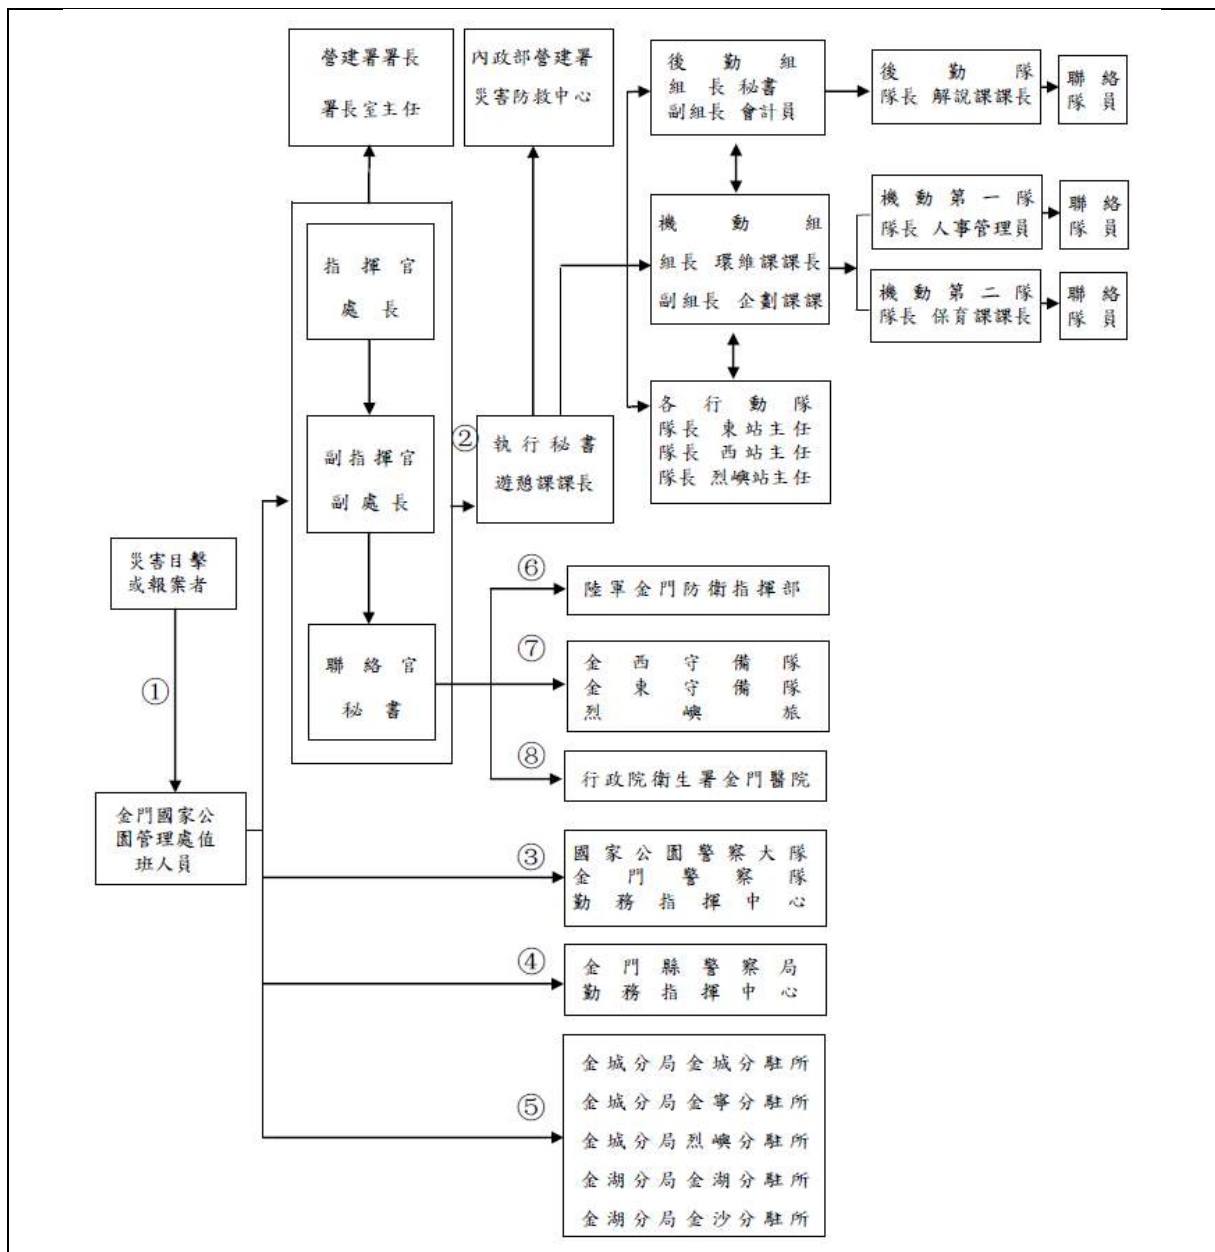 營建署署長
署長室主任
內政部營建署
災害防救中心
後勤組
組長 秘書
副組長 會計員
後勤隊
隊長 解說課課長
聯絡
隊員
機動組
組長 環維課課長
副組長 企劃課課
機動第一隊
隊長 人事管理員
聯絡
隊員
機動第二隊
隊長 保育課課長
聯絡
隊員
各行動隊
隊長 東站主任
隊長 西站主任
隊長 烈嶼站主任
指揮官
處長
副指揮官
副處長
②
執行秘書
遊憩課課長
災害目擊
或報案者
①
聯絡官
秘書
⑥
陸軍金門防衛指揮部
⑦
金西守備隊
金東守備隊
烈嶼旅
⑧
行政院衛生署金門醫院
金門國家公
園管理處值
班人員
③
國家公園警察大隊
金門警察隊
勤務指揮中心
④
金門縣警察局
勤務指揮中心
⑤
金城分局金城分駐所
金城分局金寧分駐所
金城分局烈嶼分駐所
金湖分局金湖分駐所
金湖分局金沙分駐所